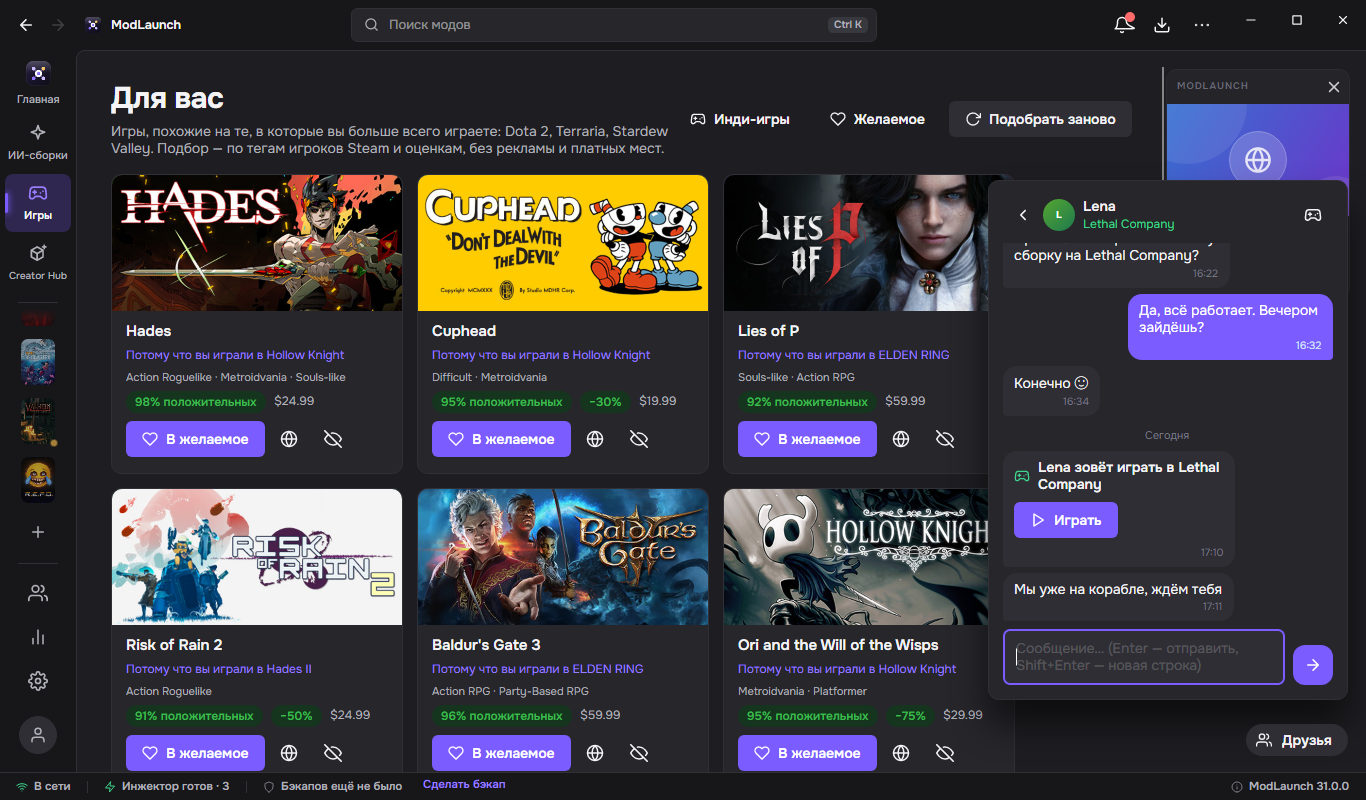 ModLaunch
Поиск модов
Ctrl K
Главная
ИИ-сборки
Игры
Creator Hub
Для вас
Игры, похожие на те, в которые вы больше всего играете: Dota 2, Terraria, Stardew
Valley. Подбор — по тегам игроков Steam и оценкам, без рекламы и платных мест.
Инди-игры
Желаемое
Подобрать заново
MODLAUNCH
HADES
CUPHEAD
"DON'T DEAL WITH
THE DEVIL"
Copyright MCMXXX
By Studio MDHR Corp.
LIES
OF P
Hades
Потому что вы играли в Hollow Knight
Action Roguelike · Metroidvania · Souls-like
98% положительных
$24.99
В желаемое
Cuphead
Потому что вы играли в Hollow Knight
Difficult · Metroidvania
95% положительных
−30%
$19.99
В желаемое
Lies of P
Потому что вы играли в ELDEN RING
Souls-like · Action RPG
92% положительных
$59.99
В желаемое
RISK
OF RAIN 2
BALDUR'S
GATE
HOLLOW KNIGH
Risk of Rain 2
Потому что вы играли в Hades II
Action Roguelike
91% положительных
−50%
$24.99
В желаемое
Baldur's Gate 3
Потому что вы играли в ELDEN RING
Action RPG · Party-Based RPG
96% положительных
$59.99
В желаемое
Ori and the Will of the Wisps
Потому что вы играли в Hollow Knight
Metroidvania · Platformer
95% положительных
−75%
$29.99
В желаемое
L
Lena
Lethal Company
сборку на Lethal Company?
16:22
Да, всё работает. Вечером
зайдёшь?
16:32
Конечно 🙂
16:34
Сегодня
Lena зовёт играть в Lethal
Company
Играть
17:10
Мы уже на корабле, ждём тебя
17:11
Сообщение... (Enter — отправить,
Shift+Enter — новая строка)
Друзья
В сети
Инжектор готов · 3
Бэкапов ещё не было
Сделать бэкап
ModLaunch 31.0.0